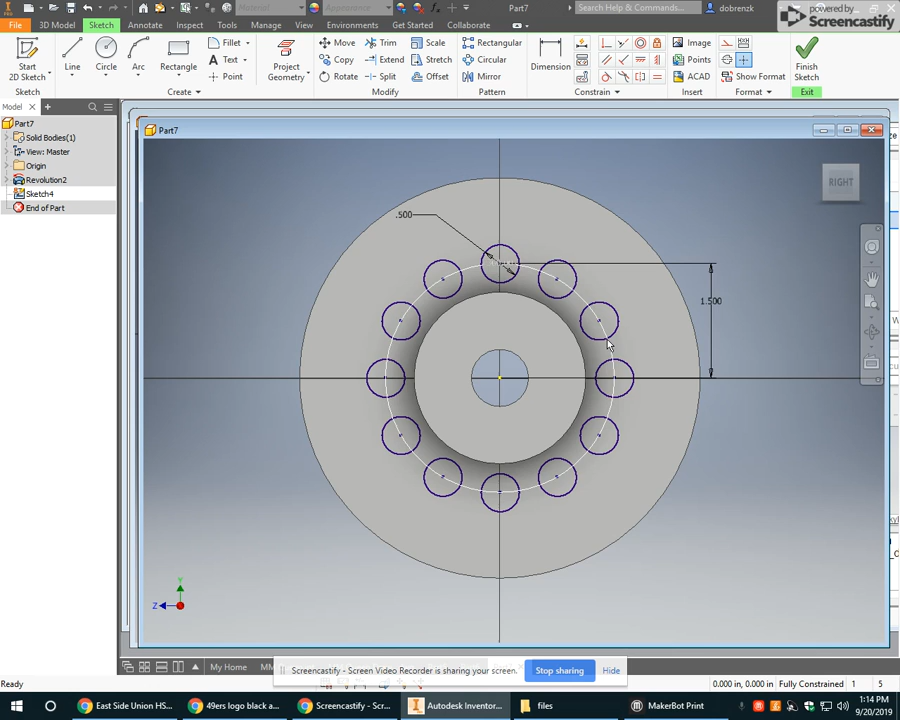 Material
Appearance
Part7
Search Help & Commands...
dobrenzk
powered by
Screencastify
File
3D Model
Sketch
Annotate
Inspect
Tools
Manage
View
Environments
Get Started
Collaborate
Start
2D Sketch
Line
Circle
Arc
Rectangle
Fillet
Text
Point
Project
Geometry
Move
Copy
Rotate
Trim
Extend
Split
Scale
Stretch
Offset
Rectangular
Circular
Mirror
Dimension
Image
Points
ACAD
Show Format
Finish
Sketch
Sketch
Create
Modify
Pattern
Constrain
Insert
Format
Exit
Model
Part7
Solid Bodies(1)
View: Master
Origin
Revolution2
Sketch4
End of Part
Part7
RIGHT
.500
1.500
Y
Z
My Home
Screencastify - Screen Video Recorder is sharing your screen.
Stop sharing
Hide
Ready
0.000 in, 0.000 in
Fully Constrained
1
5
East Side Union HS...
49ers logo black a...
Screencastify - Scr...
Autodesk Inventor...
files
MakerBot Print
1:14 PM
9/20/2019